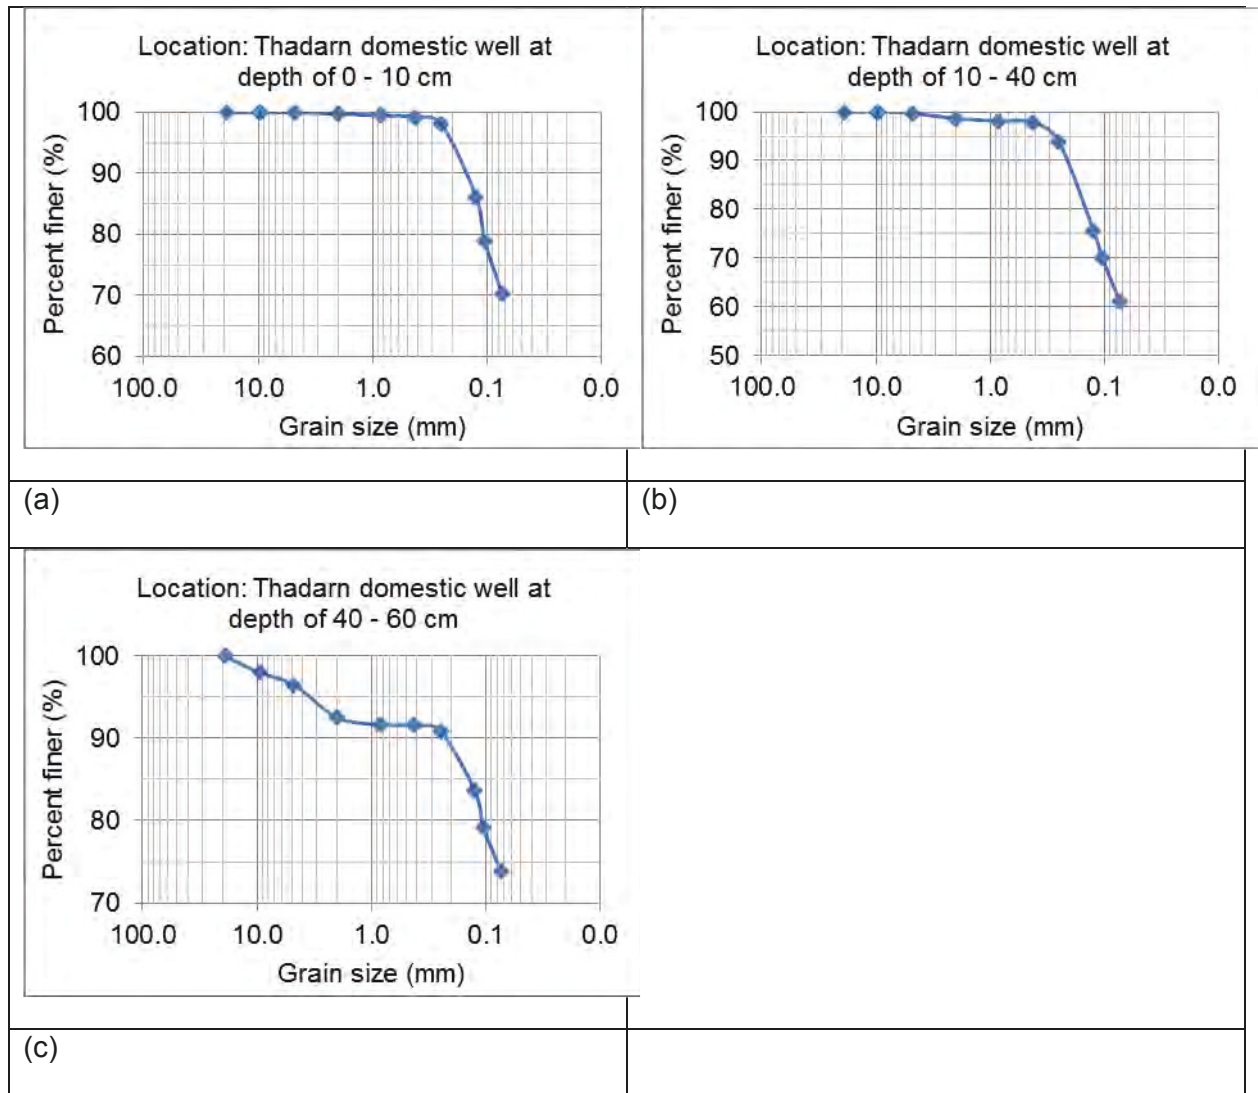 Location: Thadarn domestic well at
depth of 0 - 10 cm
Percent finer (%)
100
90
80
70
60
100.0 10.0 1.0 0.1 0.0
Grain size (mm)
Location: Thadarn domestic well at
depth of 10 - 40 cm
Percent finer (%)
100
90
80
70
60
50
100.0 10.0 1.0 0.1 0.0
Grain size (mm)
(a)
(b)
Location: Thadarn domestic well at
depth of 40 - 60 cm
Percent finer (%)
100
90
80
70
100.0 10.0 1.0 0.1 0.0
Grain size (mm)
(c)